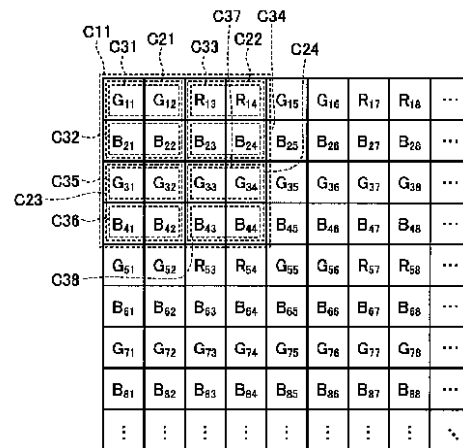 C37 C34
C11 C21 C33 C22
C31 C24
G11 G12 R13 R14 G15 G16 R17 R18 ...
C32
B21 B22 B23 B24 B25 B26 B27 B28 ...
C35
G31 G32 G33 G34 G35 G36 G37 G38 ...
C23
C36
B41 B42 B43 B44 B45 B46 B47 B48 ...
G51 G52 R53 R54 G55 G56 R57 R58 ...
C38
B61 B62 B63 B64 B65 B66 B67 B68 ...
G71 G72 G73 G74 G75 G76 G77 G78 ...
B81 B82 B83 B84 B85 B86 B87 B88 ...
⋮ ⋮ ⋮ ⋮ ⋮ ⋮ ⋮ ⋮ ⋱